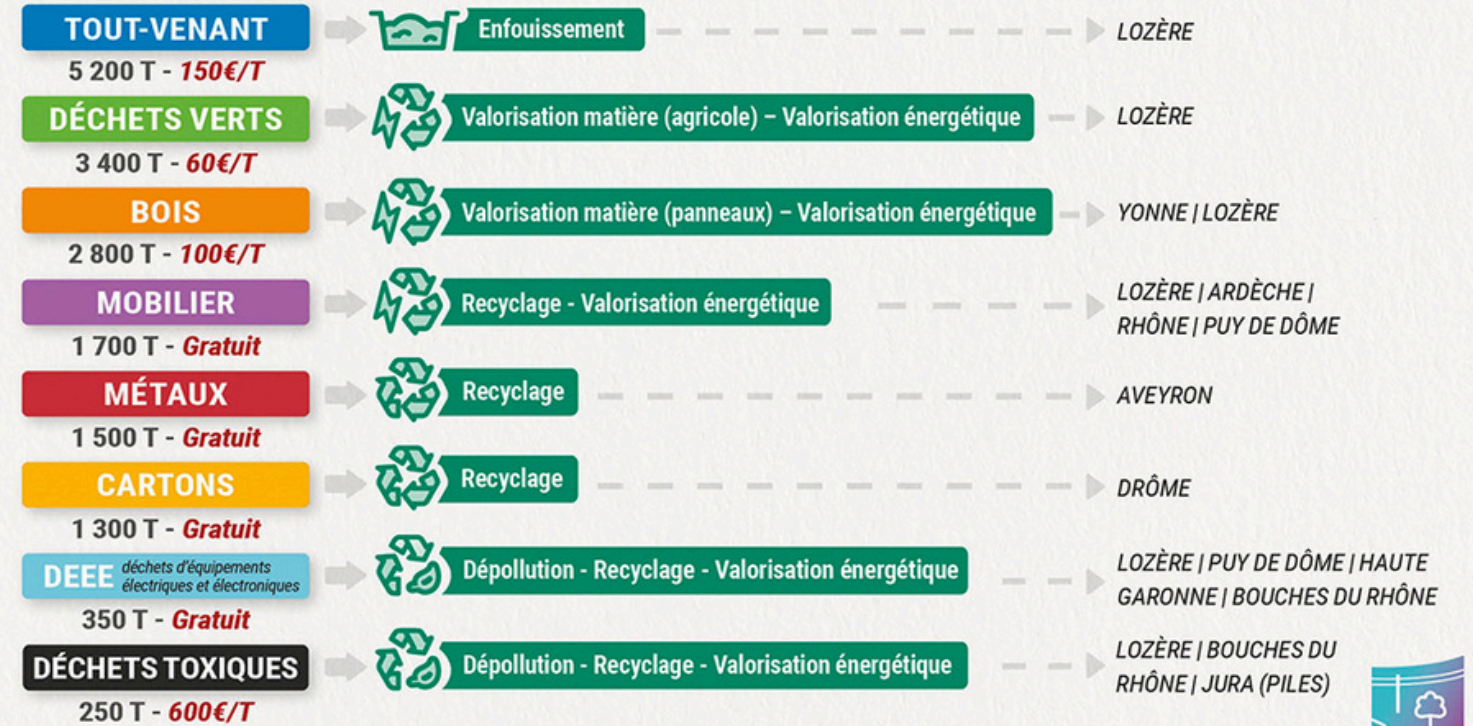 TOUT-VENANT
5 200 T - 150€/T
Enfouissement
LOZÈRE
DÉCHETS VERTS
3 400 T - 60€/T
Valorisation matière (agricole) – Valorisation énergétique
LOZÈRE
BOIS
2 800 T - 100€/T
Valorisation matière (panneaux) – Valorisation énergétique
YONNE | LOZÈRE
MOBILIER
1 700 T - Gratuit
Recyclage - Valorisation énergétique
LOZÈRE | ARDÈCHE |
RHÔNE | PUY DE DÔME
MÉTAUX
1 500 T - Gratuit
Recyclage
AVEYRON
CARTONS
1 300 T - Gratuit
Recyclage
DRÔME
DEEE déchets d'équipements
électriques et électroniques
350 T - Gratuit
Dépollution - Recyclage - Valorisation énergétique
LOZÈRE | PUY DE DÔME | HAUTE
GARONNE | BOUCHES DU RHÔNE
DÉCHETS TOXIQUES
250 T - 600€/T
Dépollution - Recyclage - Valorisation énergétique
LOZÈRE | BOUCHES DU
RHÔNE | JURA (PILES)